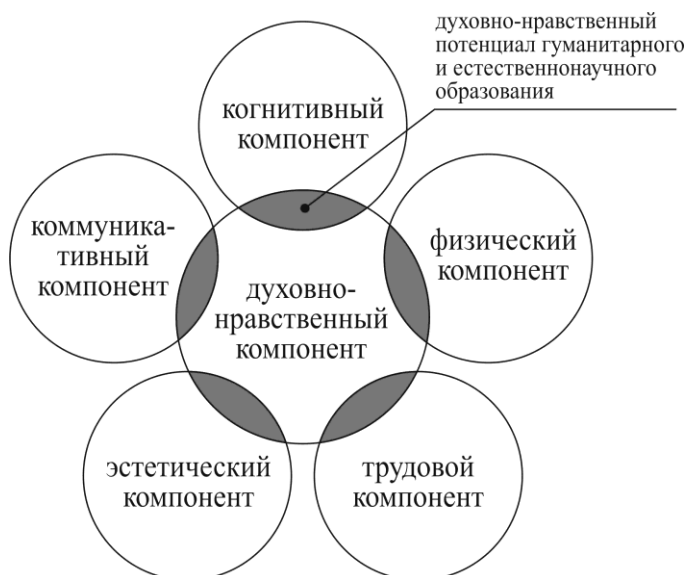 духовно-нравственный
потенциал гуманитарного
и естественнонаучного
образования
когнитивный
компонент
коммуника-
тивный
компонент
физический
компонент
духовно-
нравственный
компонент
эстетический
компонент
трудовой
компонент